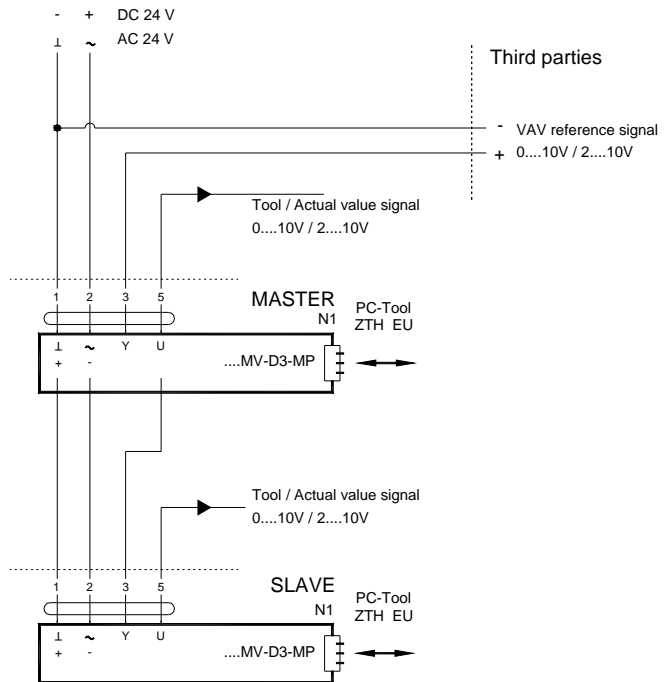 - + DC 24 V
⊥ ~ AC 24 V
Third parties
- VAV reference signal
+ 0....10V / 2....10V
Tool / Actual value signal
0....10V / 2....10V
1 2 3 5
MASTER
N1
PC-Tool
ZTH EU
⊥ ~ Y U
+ -
....MV-D3-MP
Tool / Actual value signal
0....10V / 2....10V
1 2 3 5
SLAVE
N1
PC-Tool
ZTH EU
⊥ ~ Y U
+ -
....MV-D3-MP